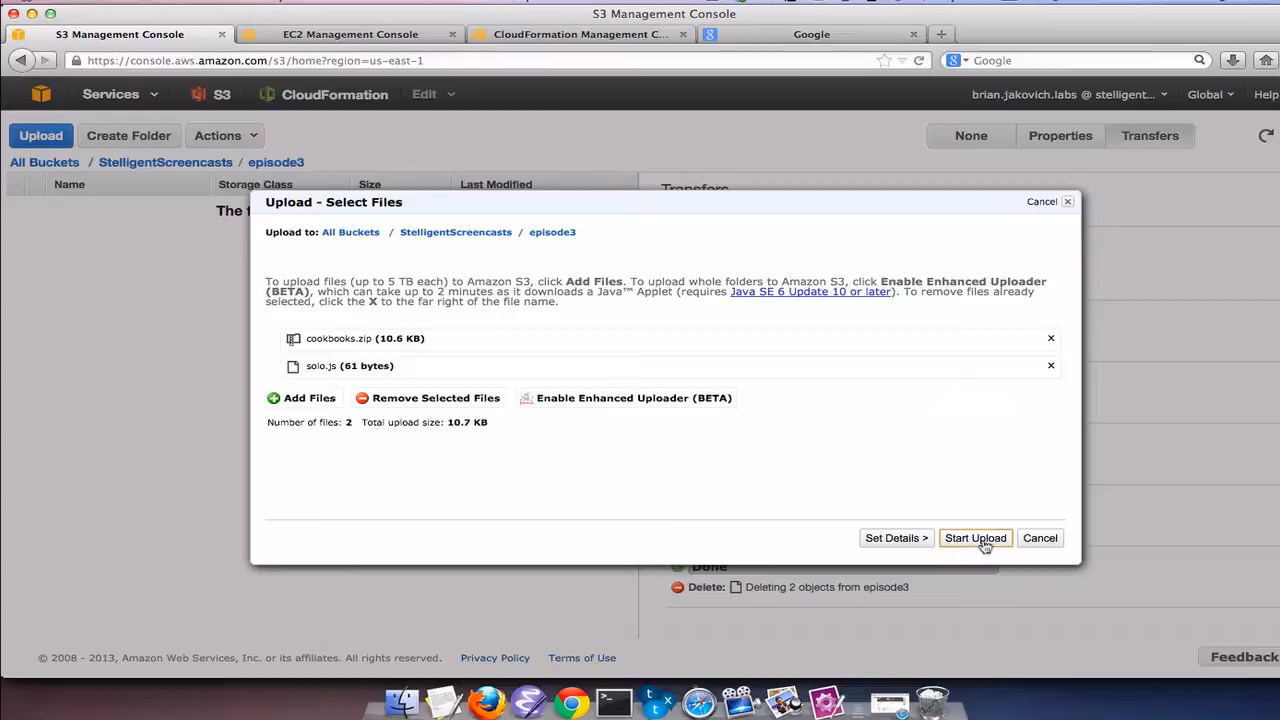 S3 Management Console
S3 Management Console
EC2 Management Console
CloudFormation Management C...
Google
https://console.aws.amazon.com/s3/home?region=us-east-1
Google
Services
S3
CloudFormation
Edit
brian.jakovich.labs @ stelligent...
Global
Help
Upload
Create Folder
Actions
None
Properties
Transfers
All Buckets / StelligentScreencasts / episode3
Name
Storage Class
Size
Last Modified
Transfers
The f
Upload - Select Files
Cancel
Upload to: All Buckets / StelligentScreencasts / episode3
To upload files (up to 5 TB each) to Amazon S3, click Add Files. To upload whole folders to Amazon S3, click Enable Enhanced Uploader
(BETA), which can take up to 2 minutes as it downloads a Java™ Applet (requires Java SE 6 Update 10 or later). To remove files already
selected, click the X to the far right of the file name.
cookbooks.zip (10.6 KB)
solo.js (61 bytes)
Add Files
Remove Selected Files
Enable Enhanced Uploader (BETA)
Number of files: 2 Total upload size: 10.7 KB
Set Details >
Start Upload
Cancel
Done
Delete: Deleting 2 objects from episode3
© 2008 - 2013, Amazon Web Services, Inc. or its affiliates. All rights reserved.
Privacy Policy
Terms of Use
Feedback